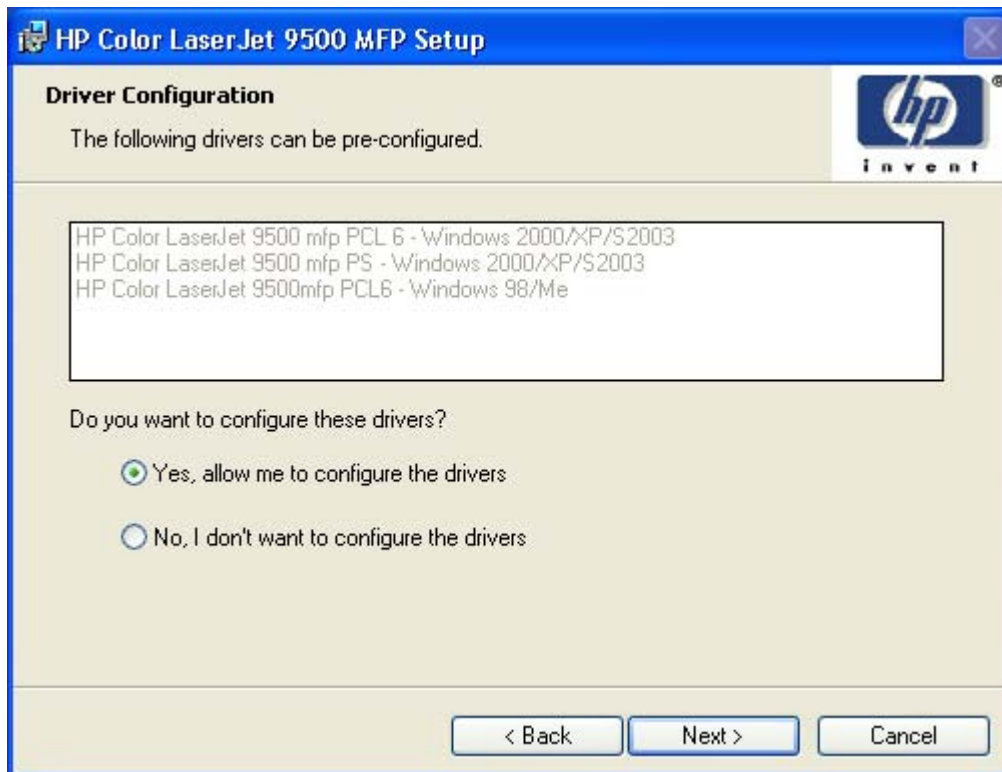 HP Color LaserJet 9500 MFP Setup
Driver Configuration
The following drivers can be pre-configured.
hp
®
invent
HP Color LaserJet 9500 mfp PCL 6 - Windows 2000/XP/S2003
HP Color LaserJet 9500 mfp PS - Windows 2000/XP/S2003
HP Color LaserJet 9500mfp PCL6 - Windows 98/Me
Do you want to configure these drivers?
Yes, allow me to configure the drivers
No, I don't want to configure the drivers
< Back Next > Cancel